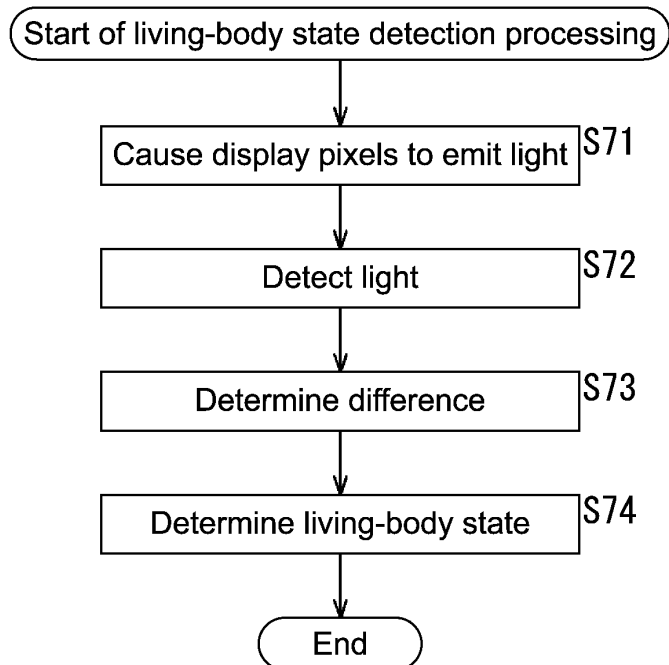 Start of living-body state detection processing
Cause display pixels to emit light S71
Detect light S72
Determine difference S73
Determine living-body state S74
End